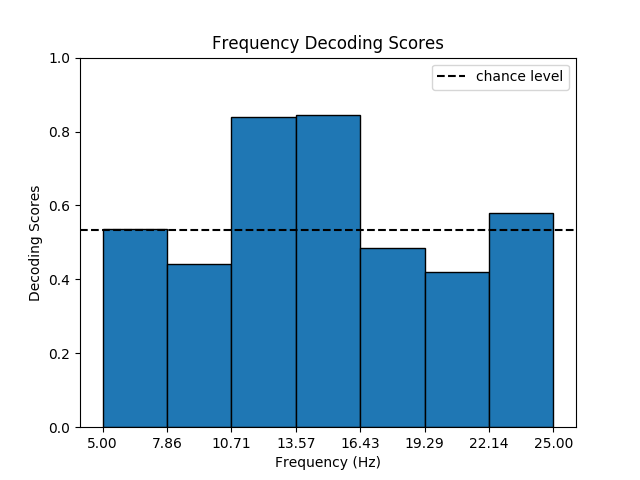 Frequency Decoding Scores
chance level
1.0
0.8
0.6
0.4
0.2
0.0
Decoding Scores
5.00 7.86 10.71 13.57 16.43 19.29 22.14 25.00
Frequency (Hz)